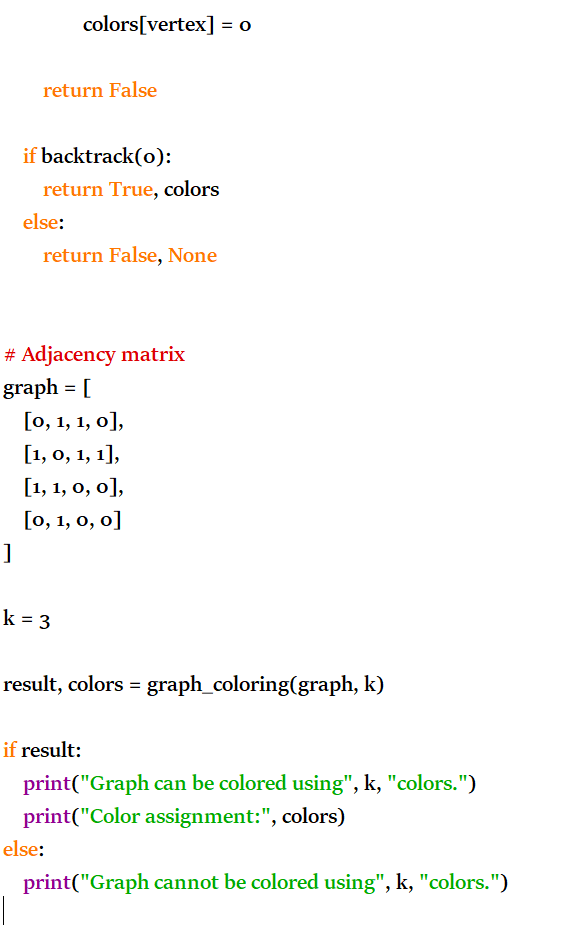 colors[vertex] = 0
return False
if backtrack(0):
return True, colors
else:
return False, None
# Adjacency matrix
graph = [
[0, 1, 1, 0],
[1, 0, 1, 1],
[1, 1, 0, 0],
[0, 1, 0, 0]
]
k = 3
result, colors = graph_coloring(graph, k)
if result:
print("Graph can be colored using", k, "colors.")
print("Color assignment:", colors)
else:
print("Graph cannot be colored using", k, "colors.")